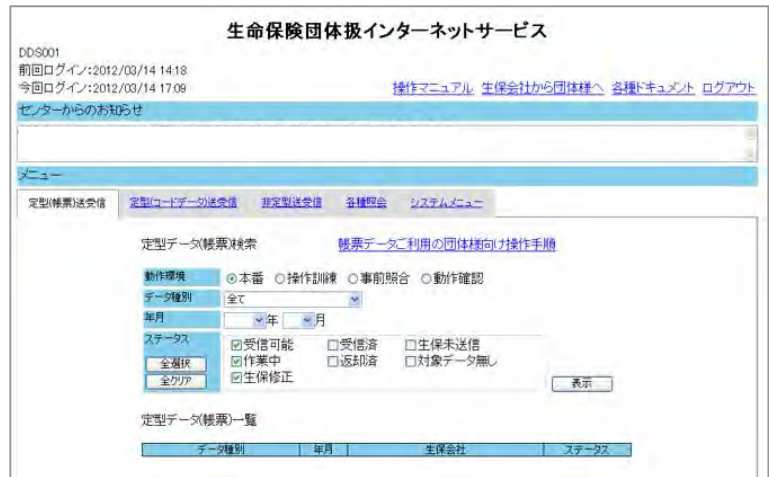 生命保険団体扱インターネットサービス
DDS001
前回ログイン:2012/03/14 14:18
今回ログイン:2012/03/14 17:09
操作マニュアル 生保会社から団体様へ 各種ドキュメント ログアウト
センターからのお知らせ
メニュー
定型(帳票)送受信 定型(コードデータ)送受信 非定型送受信 各種照会 システムメニュー
定型データ(帳票)検索 帳票データご利用の団体様向け操作手順
動作環境 本番 操作訓練 事前照合 動作確認
データ種別 全て
年月 年 月
ステータス 受信可能 受信済 生保未送信
全選択 作業中 返却済 対象データ無し
全クリア 生保修正 表示
定型データ(帳票)一覧
データ種別 年月 生保会社 ステータス